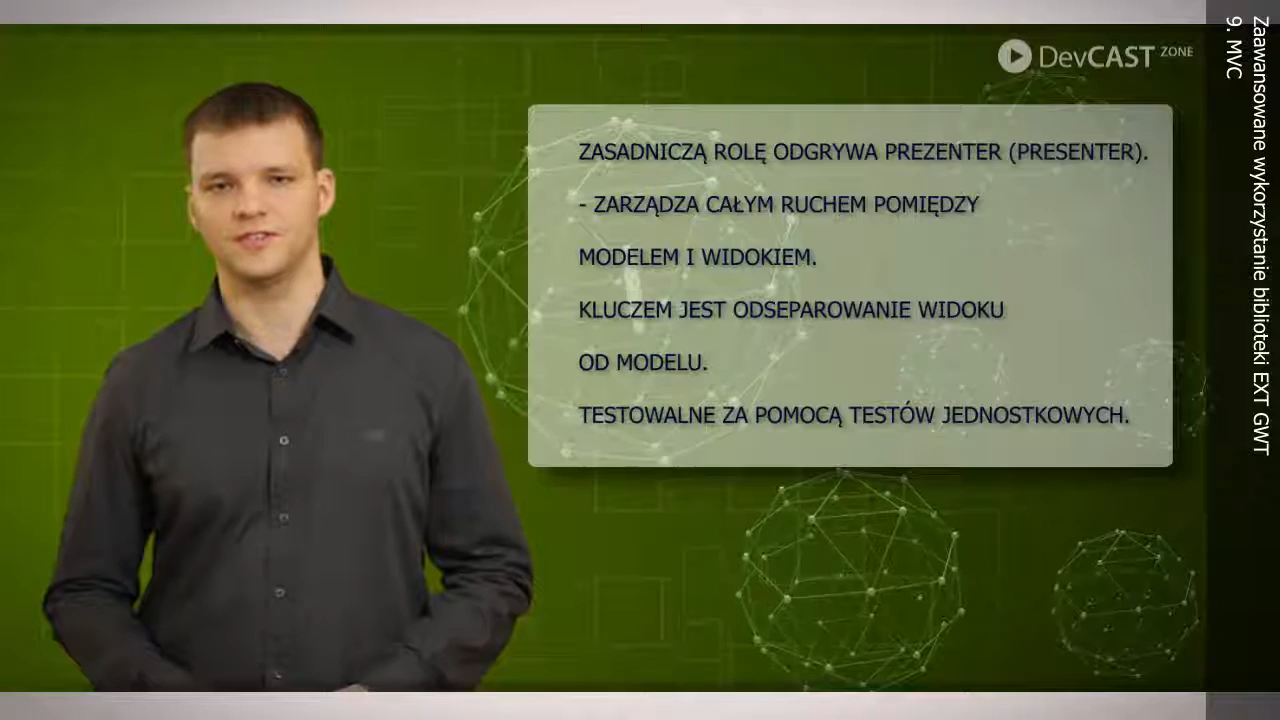 DevCAST ZONE
ZASADNICZĄ ROLĘ ODGRYWA PREZENTER (PRESENTER).
- ZARZĄDZA CAŁYM RUCHEM POMIĘDZY
MODELEM I WIDOKIEM.
KLUCZEM JEST ODSEPAROWANIE WIDOKU
OD MODELU.
TESTOWALNE ZA POMOCĄ TESTÓW JEDNOSTKOWYCH.
Zaawansowane wykorzystanie biblioteki EXT GWT
9. MVC